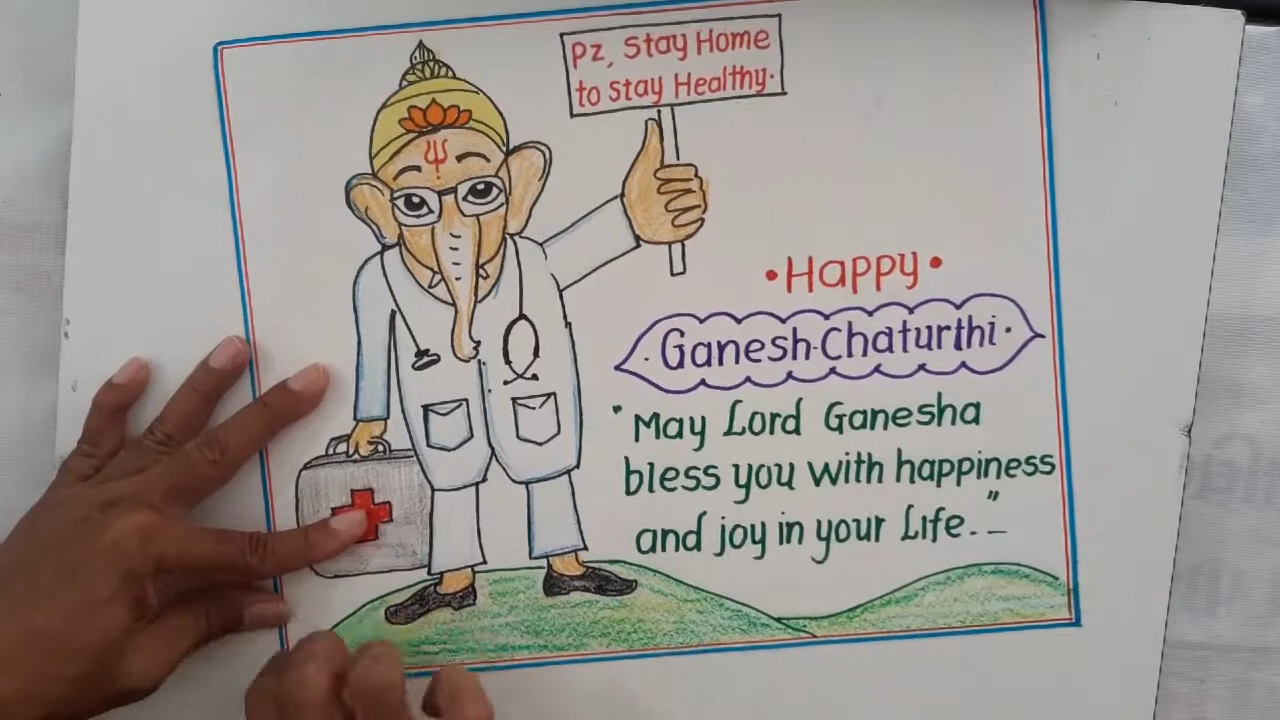 Pz, Stay Home
to stay Healthy.
• Happy •
·Ganesh·Chaturthi·
"May Lord Ganesha
bless you with happiness
and joy in your Life._"